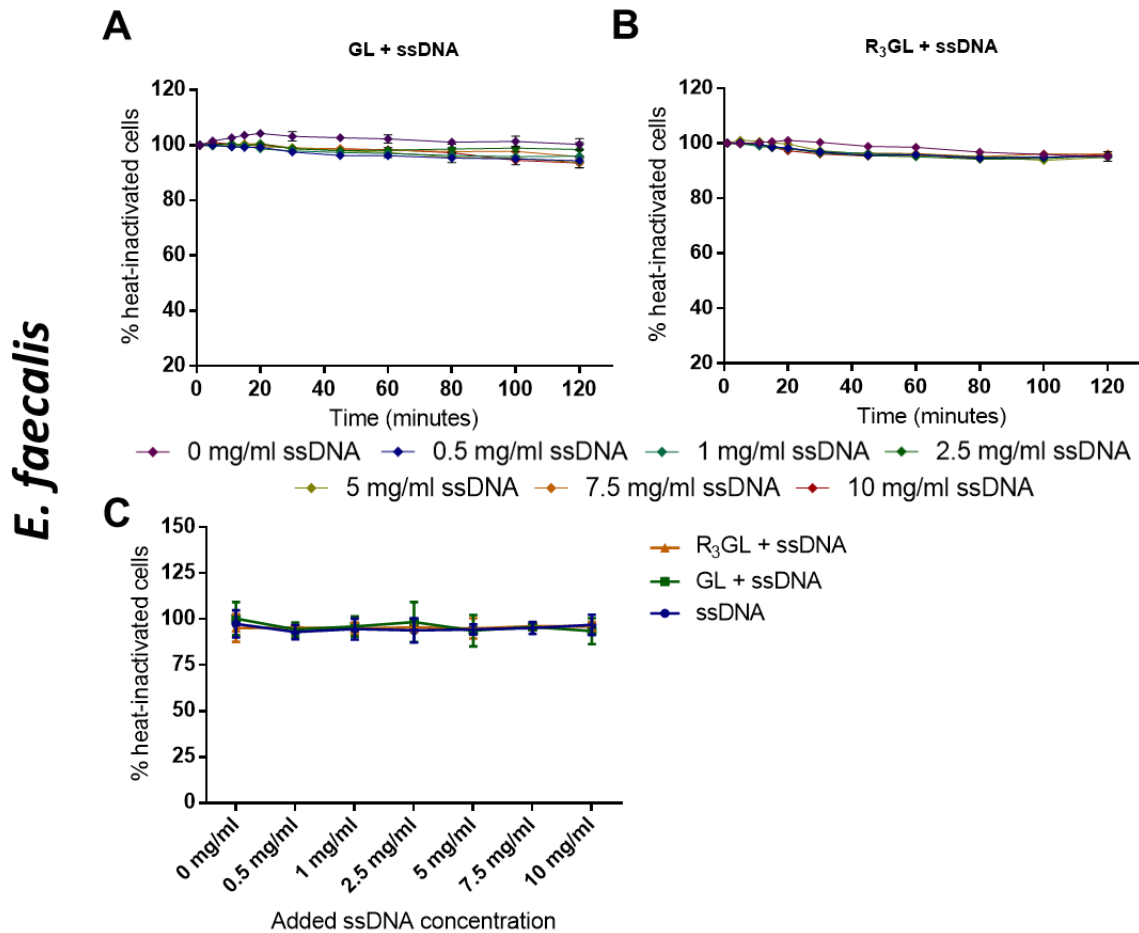 A
GL + ssDNA
% heat-inactivated cells
120
100
80
60
40
20
0 20 40 60 80 100 120
Time (minutes)
B
R₃GL + ssDNA
% heat-inactivated cells
120
100
80
60
40
20
0 20 40 60 80 100 120
Time (minutes)
E. faecalis
0 mg/ml ssDNA 0.5 mg/ml ssDNA 1 mg/ml ssDNA 2.5 mg/ml ssDNA
5 mg/ml ssDNA 7.5 mg/ml ssDNA 10 mg/ml ssDNA
C
% heat-inactivated cells
150
125
100
75
50
25
0
0 mg/ml
0.5 mg/ml
1 mg/ml
2.5 mg/ml
5 mg/ml
7.5 mg/ml
10 mg/ml
Added ssDNA concentration
R₃GL + ssDNA
GL + ssDNA
ssDNA